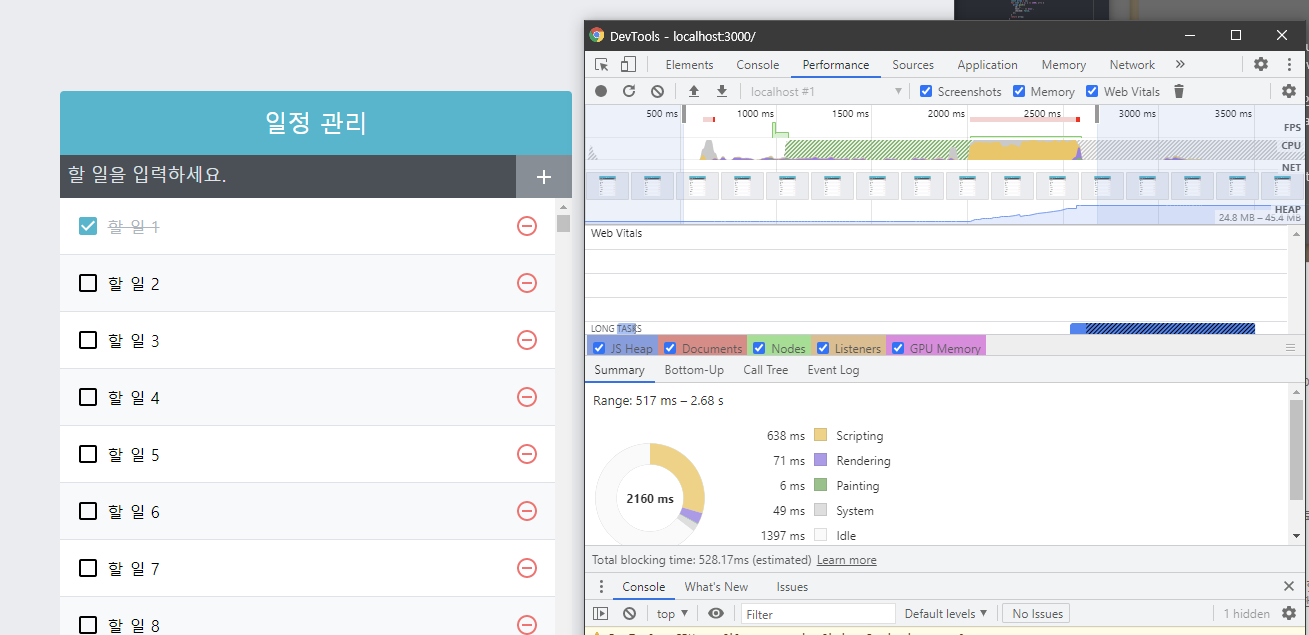 일정 관리
할 일을 입력하세요. +
할 일 1
할 일 2
할 일 3
할 일 4
할 일 5
할 일 6
할 일 7
할 일 8
DevTools - localhost:3000/
Elements Console Performance Sources Application Memory Network »
localhost #1 Screenshots Memory Web Vitals
500 ms 1000 ms 1500 ms 2000 ms 2500 ms 3000 ms 3500 ms
FPS
CPU
NET
HEAP
24.8 MB – 45.4 MB
Web Vitals
LONG TASKS
JS Heap Documents Nodes Listeners GPU Memory
Summary Bottom-Up Call Tree Event Log
Range: 517 ms – 2.68 s
638 ms Scripting
71 ms Rendering
6 ms Painting
49 ms System
1397 ms Idle
2160 ms
Total blocking time: 528.17ms (estimated) Learn more
Console What's New Issues
top Filter Default levels No Issues 1 hidden